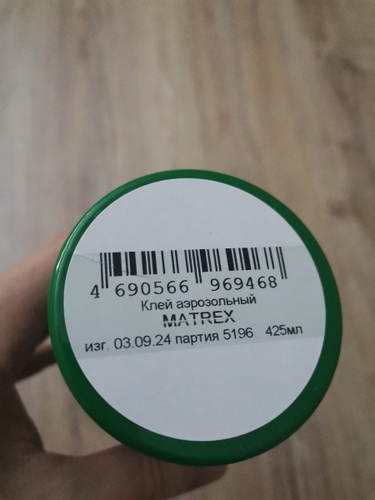 4 690566 969468
Клей аэрозольный
MATREX
изг. 03.09.24 партия 5196 425мл